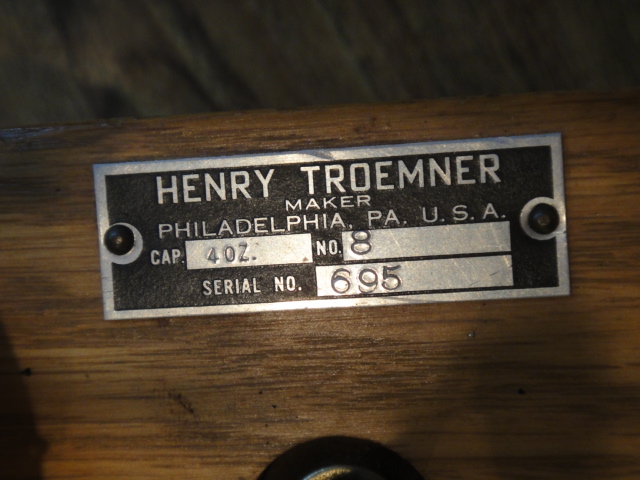 HENRY TROEMNER
MAKER
PHILADELPHIA, PA. U.S.A.
CAP. 4OZ. NO. 8
SERIAL NO. 695